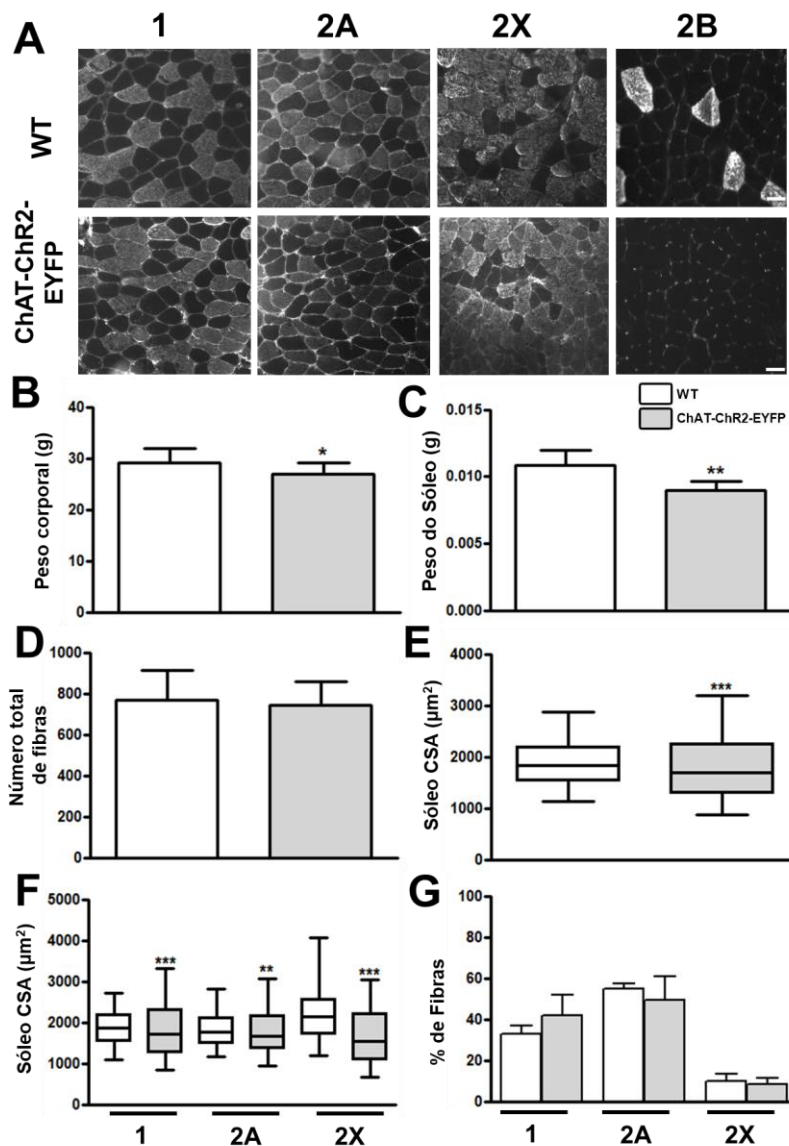 A
1 2A 2X 2B
WT
ChAT-ChR2-
EYFP
B
Peso corporal (g)
40
30
20
10
0
*
C
WT
ChAT-ChR2-EYFP
Peso do Sóleo (g)
0.015
0.010
0.005
0.000
**
D
Número total
de fibras
1000
800
600
400
200
0
E
Sóleo CSA (µm²)
4000
3000
2000
1000
0
***
F
Sóleo CSA (µm²)
5000
4000
3000
2000
1000
0
*** ** ***
1 2A 2X
G
% de Fibras
100
80
60
40
20
0
1 2A 2X